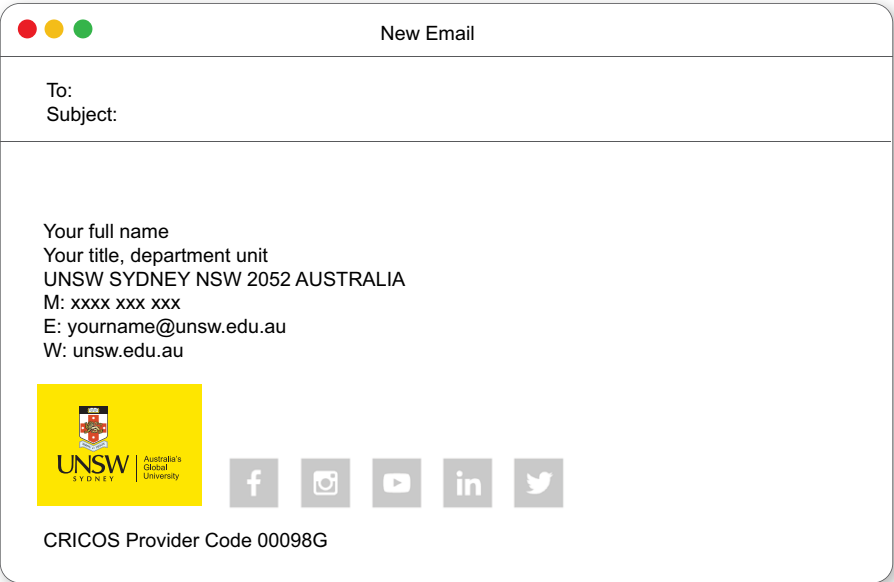 New Email
To:
Subject:
Your full name
Your title, department unit
UNSW SYDNEY NSW 2052 AUSTRALIA
M: xxxx xxx xxx
E: yourname@unsw.edu.au
W: unsw.edu.au
UNSW
SYDNEY
Australia's
Global
University
CRICOS Provider Code 00098G